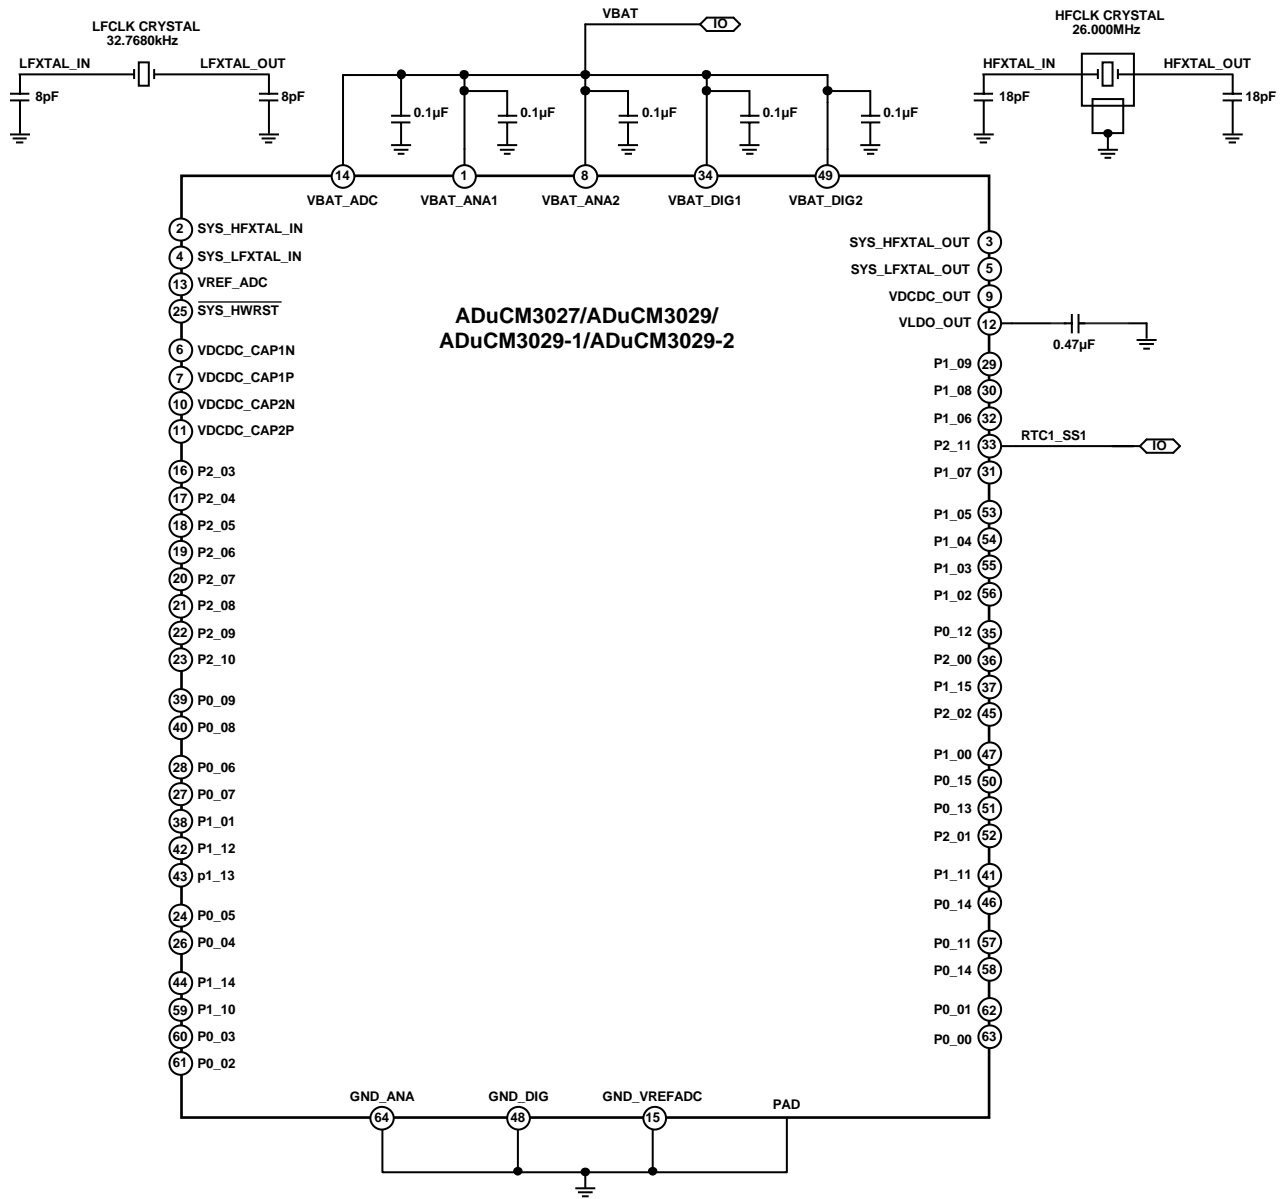 LFCLK CRYSTAL
32.7680kHz
LFXTAL_IN
LFXTAL_OUT
8pF
8pF
VBAT
IO
HFCLK CRYSTAL
26.000MHz
HFXTAL_IN
HFXTAL_OUT
18pF
18pF
0.1µF
0.1µF
0.1µF
0.1µF
0.1µF
14
1
8
34
49
VBAT_ADC
VBAT_ANA1
VBAT_ANA2
VBAT_DIG1
VBAT_DIG2
ADuCM3027/ADuCM3029/
ADuCM3029-1/ADuCM3029-2
2 SYS_HFXTAL_IN
4 SYS_LFXTAL_IN
13 VREF_ADC
25 SYS_HWRST
6 VDCDC_CAP1N
7 VDCDC_CAP1P
10 VDCDC_CAP2N
11 VDCDC_CAP2P
16 P2_03
17 P2_04
18 P2_05
19 P2_06
20 P2_07
21 P2_08
22 P2_09
23 P2_10
39 P0_09
40 P0_08
28 P0_06
27 P0_07
38 P1_01
42 P1_12
43 p1_13
24 P0_05
26 P0_04
44 P1_14
59 P1_10
60 P0_03
61 P0_02
SYS_HFXTAL_OUT 3
SYS_LFXTAL_OUT 5
VDCDC_OUT 9
VLDO_OUT 12
0.47µF
P1_09 29
P1_08 30
P1_06 32
P2_11 33 RTC1_SS1 IO
P1_07 31
P1_05 53
P1_04 54
P1_03 55
P1_02 56
P0_12 35
P2_00 36
P1_15 37
P2_02 45
P1_00 47
P0_15 50
P0_13 51
P2_01 52
P1_11 41
P0_14 46
P0_11 57
P0_14 58
P0_01 62
P0_00 63
GND_ANA
GND_DIG
GND_VREFADC
PAD
64
48
15